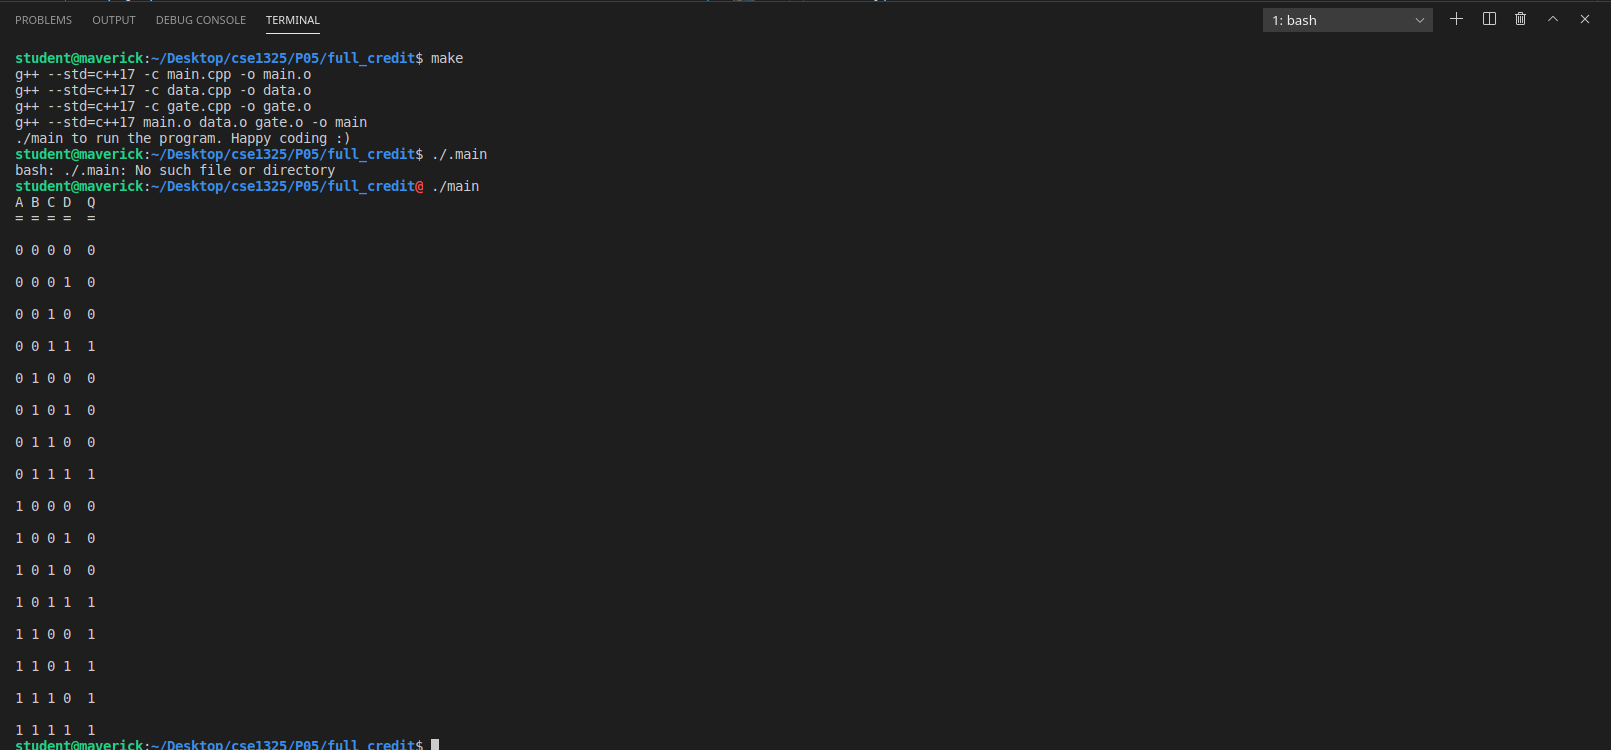 PROBLEMS OUTPUT DEBUG CONSOLE TERMINAL 1: bash
student@maverick:~/Desktop/cse1325/P05/full_credit$ make
g++ --std=c++17 -c main.cpp -o main.o
g++ --std=c++17 -c data.cpp -o data.o
g++ --std=c++17 -c gate.cpp -o gate.o
g++ --std=c++17 main.o data.o gate.o -o main
./main to run the program. Happy coding :)
student@maverick:~/Desktop/cse1325/P05/full_credit$ ./.main
bash: ./.main: No such file or directory
student@maverick:~/Desktop/cse1325/P05/full_credit@ ./main
A B C D  Q
= = = =  =
0 0 0 0  0
0 0 0 1  0
0 0 1 0  0
0 0 1 1  1
0 1 0 0  0
0 1 0 1  0
0 1 1 0  0
0 1 1 1  1
1 0 0 0  0
1 0 0 1  0
1 0 1 0  0
1 0 1 1  1
1 1 0 0  1
1 1 0 1  1
1 1 1 0  1
1 1 1 1  1
student@maverick:~/Desktop/cse1325/P05/full_credit$